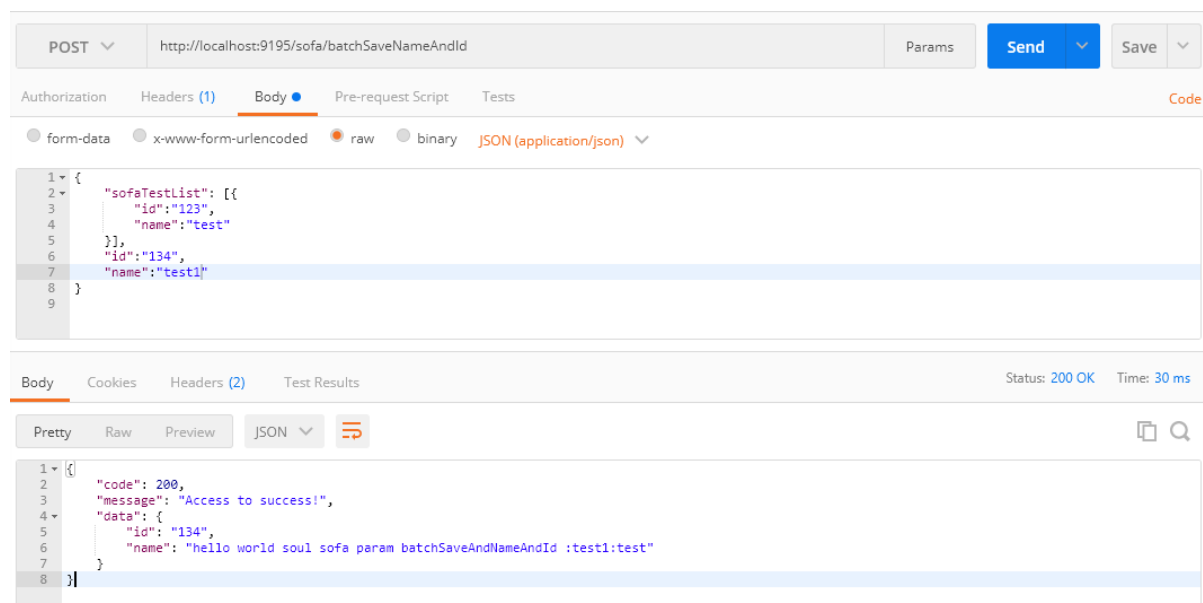 POST http://localhost:9195/sofa/batchSaveNameAndId Params Send Save
Authorization Headers (1) Body Pre-request Script Tests Code
form-data x-www-form-urlencoded raw binary JSON (application/json)
1 {
2 "sofaTestList": [{
3 "id":"123",
4 "name":"test"
5 }],
6 "id":"134",
7 "name":"test1"
8 }
9
Body Cookies Headers (2) Test Results Status: 200 OK Time: 30 ms
Pretty Raw Preview JSON
1 {
2 "code": 200,
3 "message": "Access to success!",
4 "data": {
5 "id": "134",
6 "name": "hello world soul sofa param batchSaveAndNameAndId :test1:test"
7 }
8 }